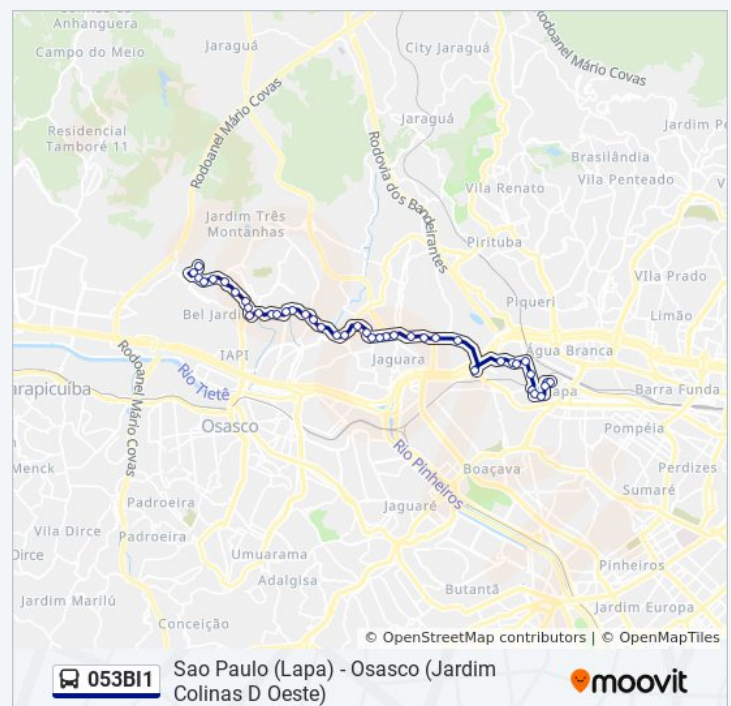 Anhanguera
Campo do Meio
Jaraguá
City Jaraguá
Rodoanel Mário Covas
Jardim Pe
Jaraguá
Residencial
Tamboré 11
Rodoanel Mário Covas
Rodovia dos Bandeirantes
Brasilândia
Vila Penteado
Vila Renato
V
Jardim Três
Montanhas
Pirituba
VIla Prado
Piqueri
Limão
Bel Jardi
Água Branca
IAPI
Jaguara
Rodoanel Mário Covas
Rio Tietê
Lapa
Barra Funda
arapicuíba
Osasco
Pompéia
Menck
Rio Pinheiros
Boaçava
Perdizes
Sumaré
Padroeira
Jaguaré
Vila Dirce
Dirce
Padroeira
Umuarama
Adalgisa
Pinheiros
Butantã
Jardim Marilú
Jardim Europa
Conceição
© OpenStreetMap contributors | © OpenMapTiles
053BI1
Sao Paulo (Lapa) - Osasco (Jardim
Colinas D Oeste)
moovit